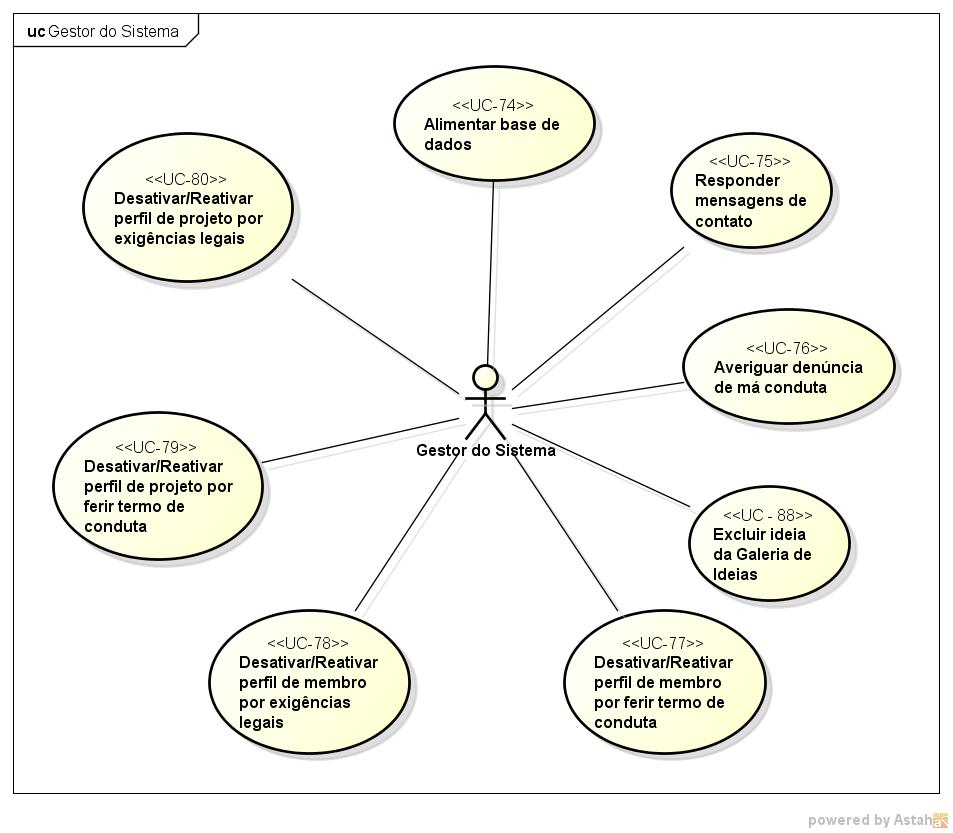 uc Gestor do Sistema
<<UC-74>>
Alimentar base de
dados
<<UC-75>>
Responder
mensagens de
contato
<<UC-80>>
Desativar/Reativar
perfil de projeto por
exigências legais
<<UC-76>>
Averiguar denúncia
de má conduta
Gestor do Sistema
<<UC-79>>
Desativar/Reativar
perfil de projeto por
ferir termo de
conduta
<<UC - 88>>
Excluir ideia
da Galeria de
Ideias
<<UC-78>>
Desativar/Reativar
perfil de membro
por exigências
legais
<<UC-77>>
Desativar/Reativar
perfil de membro
por ferir termo de
conduta
powered by Astah